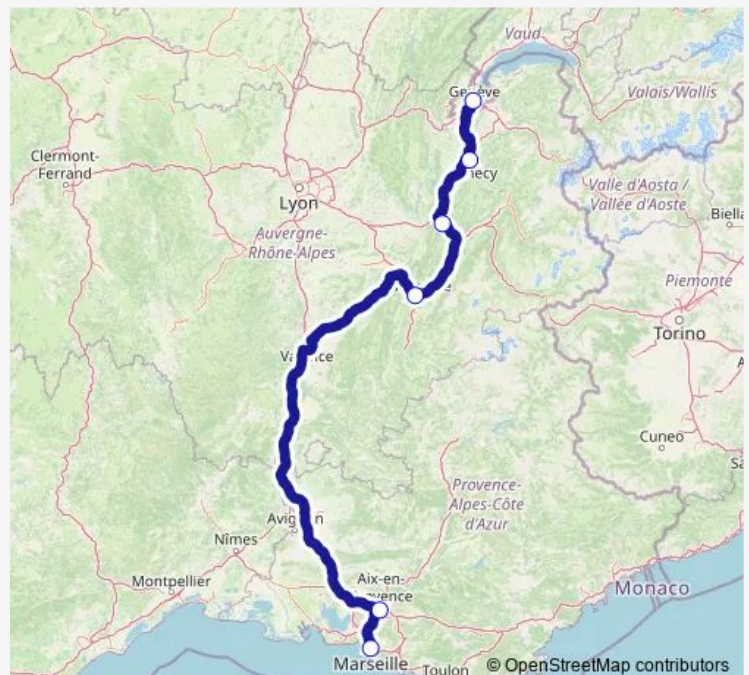 Vaud
Genève
Valais/Wallis
Clermont-
Ferrand
Valle d'Aosta /
Vallée d'Aoste
Lyon
Biella
Auvergne-
Rhône-Alpes
Piemonte
Torino
Cuneo
Provence-
Alpes-Côte
d'Azur
Nîmes
Aix-en-
Montpellier
Monaco
Marseille
Toulon
© OpenStreetMap contributors